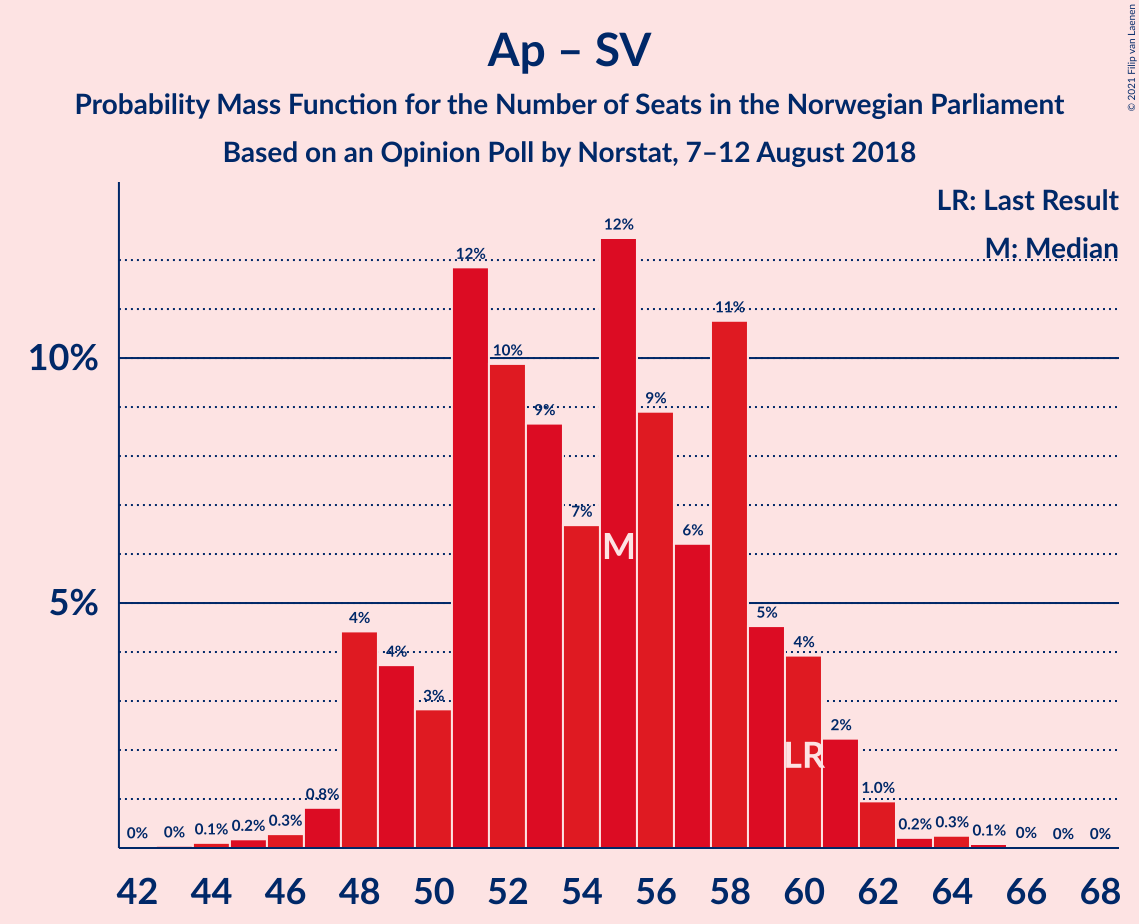 Ap – SV
Probability Mass Function for the Number of Seats in the Norwegian Parliament
Based on an Opinion Poll by Norstat, 7–12 August 2018
© 2021 Filip van Laenen
LR: Last Result
M: Median
10%
5%
0% 0% 0.1% 0.2% 0.3% 0.8% 4% 4% 3% 12% 10% 9% 7% 12% 9% 6% 11% 5% 4% 2% 1.0% 0.2% 0.3% 0.1% 0% 0% 0%
M
LR
42 44 46 48 50 52 54 56 58 60 62 64 66 68